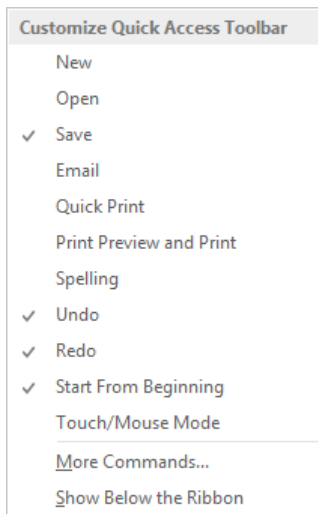 Customize Quick Access Toolbar
New
Open
Save
Email
Quick Print
Print Preview and Print
Spelling
Undo
Redo
Start From Beginning
Touch/Mouse Mode
More Commands...
Show Below the Ribbon